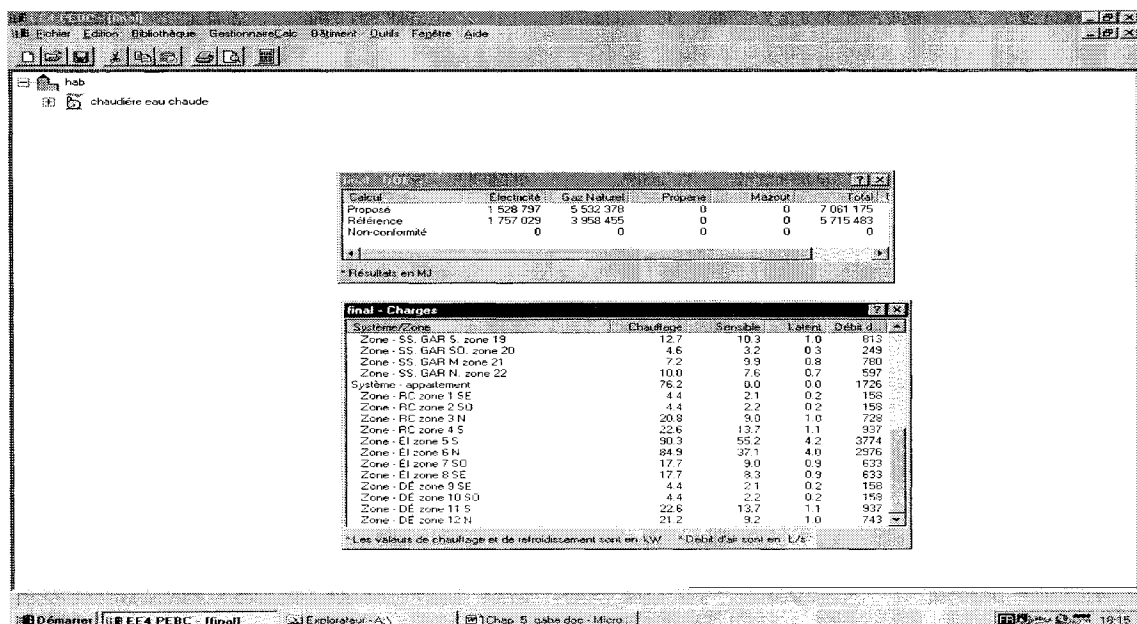 EE4 PEBC - [final]
Fichier Edition Bibliothèque GestionnaireCalc Bâtiment Outils Fenêtre Aide
hab
chaudière eau chaude
Calcul Électricité Gaz Naturel Propane Mazout Total
Proposé 1 528 797 5 532 378 0 0 7 061 175
Référence 1 757 029 3 958 455 0 0 5 715 483
Non-conformité 0 0 0 0 0
* Résultats en MJ
final - Charges
Système/Zone Chauffage Sensible Latent Débit d...
Zone - SS. GAR S. zone 19 12.7 10.3 1.0 813
Zone - SS. GAR SO. zone 20 4.6 3.2 0.3 249
Zone - SS. GAR M zone 21 7.2 9.9 0.8 780
Zone - SS. GAR N. zone 22 10.0 7.6 0.7 597
Système - appartement 76.2 0.0 0.0 1726
Zone - RC zone 1 SE 4.4 2.1 0.2 158
Zone - RC zone 2 SO 4.4 2.2 0.2 158
Zone - RC zone 3 N 20.8 9.0 1.0 728
Zone - RC zone 4 S 22.6 13.7 1.1 937
Zone - ÉI zone 5 S 90.3 55.2 4.2 3774
Zone - ÉI zone 6 N 84.9 37.1 4.0 2976
Zone - ÉI zone 7 SO 17.7 9.0 0.9 633
Zone - ÉI zone 8 SE 17.7 8.3 0.9 633
Zone - DÉ zone 9 SE 4.4 2.1 0.2 158
Zone - DÉ zone 10 SO 4.4 2.2 0.2 158
Zone - DÉ zone 11 S 22.6 13.7 1.1 937
Zone - DÉ zone 12 N 21.2 9.2 1.0 743
* Les valeurs de chauffage et de refroidissement sont en kW * Débit d'air sont en L/s
Démarrer EE4 PEBC - [final] Explorateur - A:\ Chap_5_gabe.doc - Micro... FR 18:15